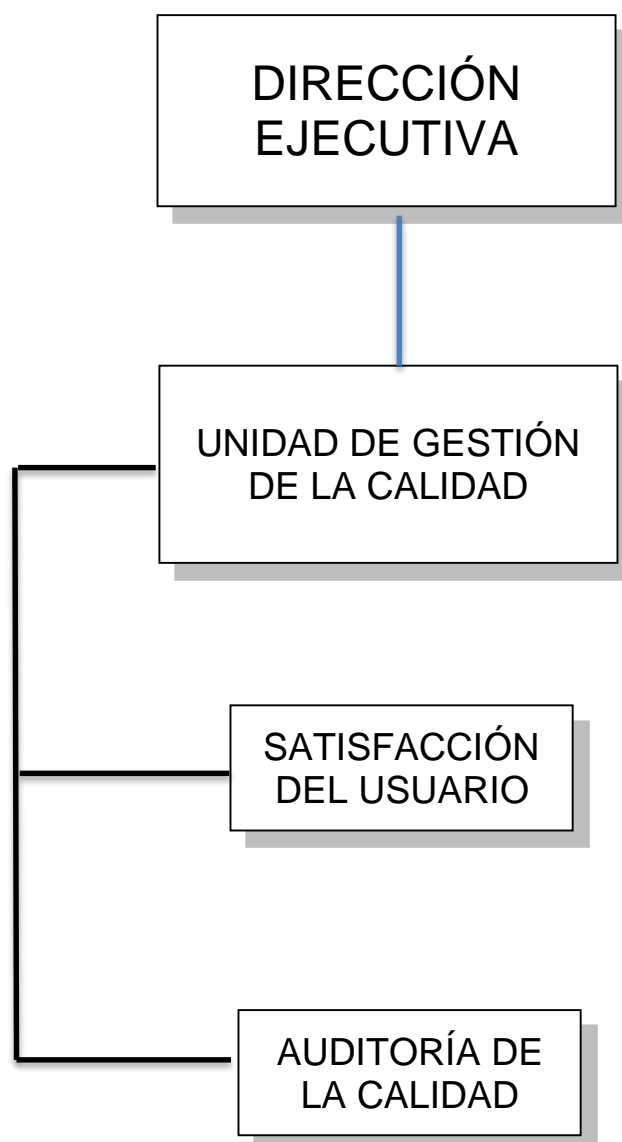 DIRECCIÓN
EJECUTIVA
UNIDAD DE GESTIÓN
DE LA CALIDAD
SATISFACCIÓN
DEL USUARIO
AUDITORÍA DE
LA CALIDAD